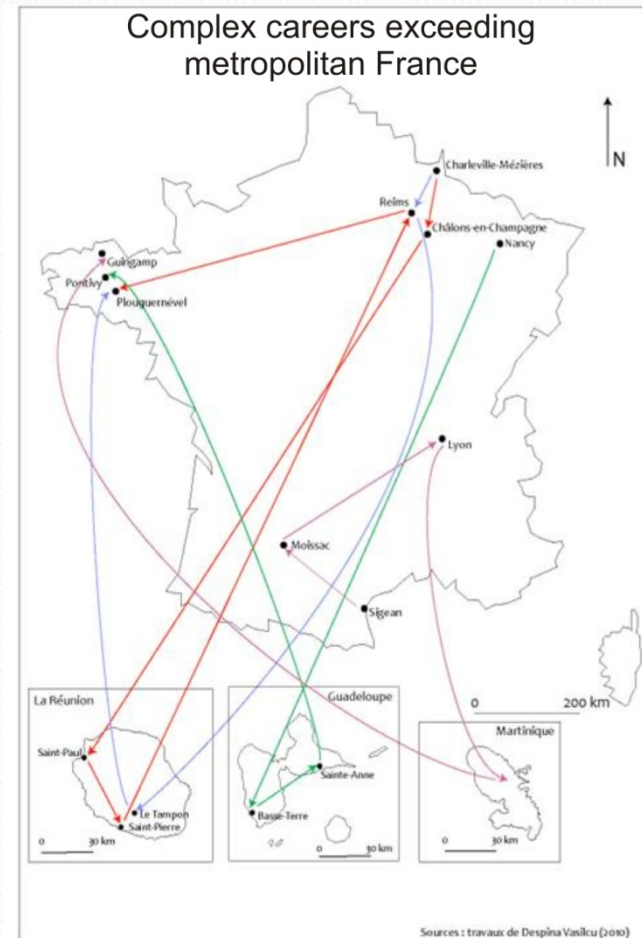 Complex careers exceeding
metropolitan France
N
Charleville-Mézières
Reims
Châlons-en-Champagne
Nancy
Guingamp
Pontivy
Plouguernével
Lyon
Moissac
Sigean
La Réunion
Guadeloupe
0 200 km
Martinique
Saint-Paul
Sainte-Anne
Le Tampon
Saint-Pierre
Basse-Terre
0 30 km
0 30 km
0 30 km
Sources : travaux de Despina Vasilcu (2010)